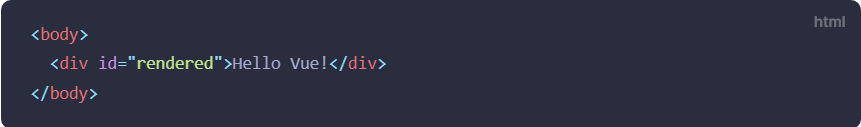 html
<body>
  <div id="rendered">Hello Vue!</div>
</body>